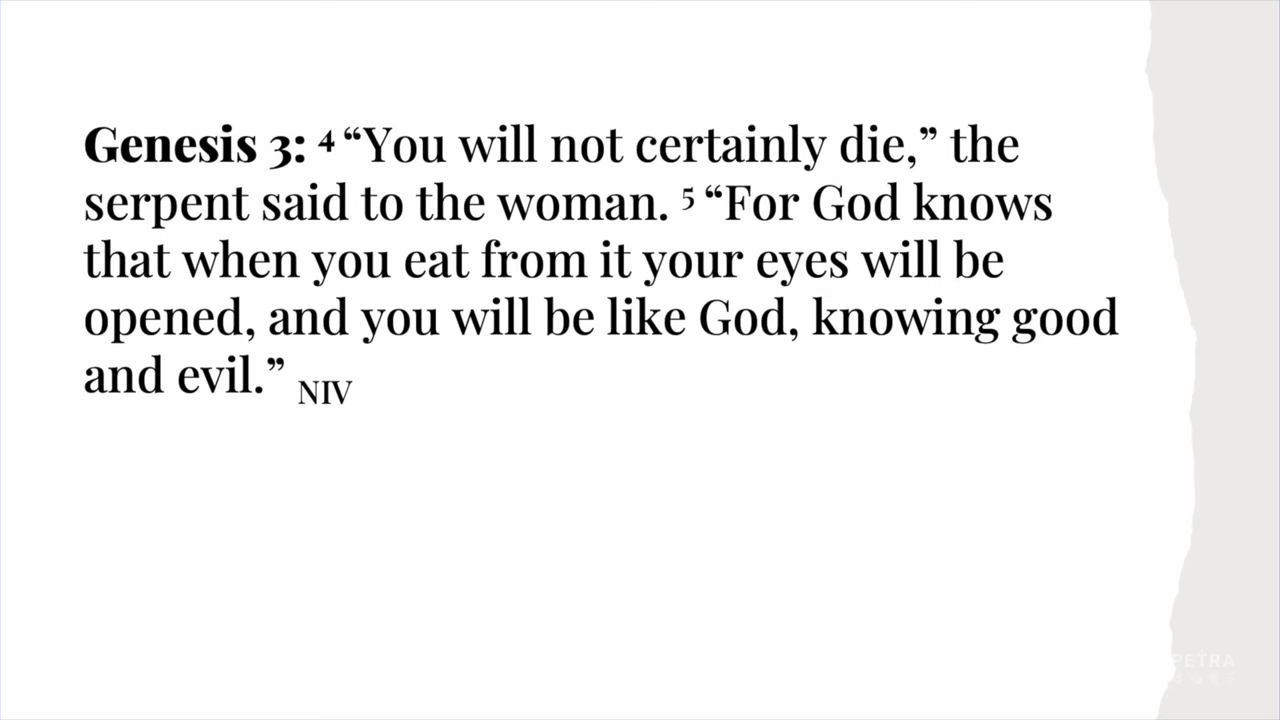 Genesis 3: ⁴ “You will not certainly die,” the
serpent said to the woman. ⁵ “For God knows
that when you eat from it your eyes will be
opened, and you will be like God, knowing good
and evil.” NIV
PETRA